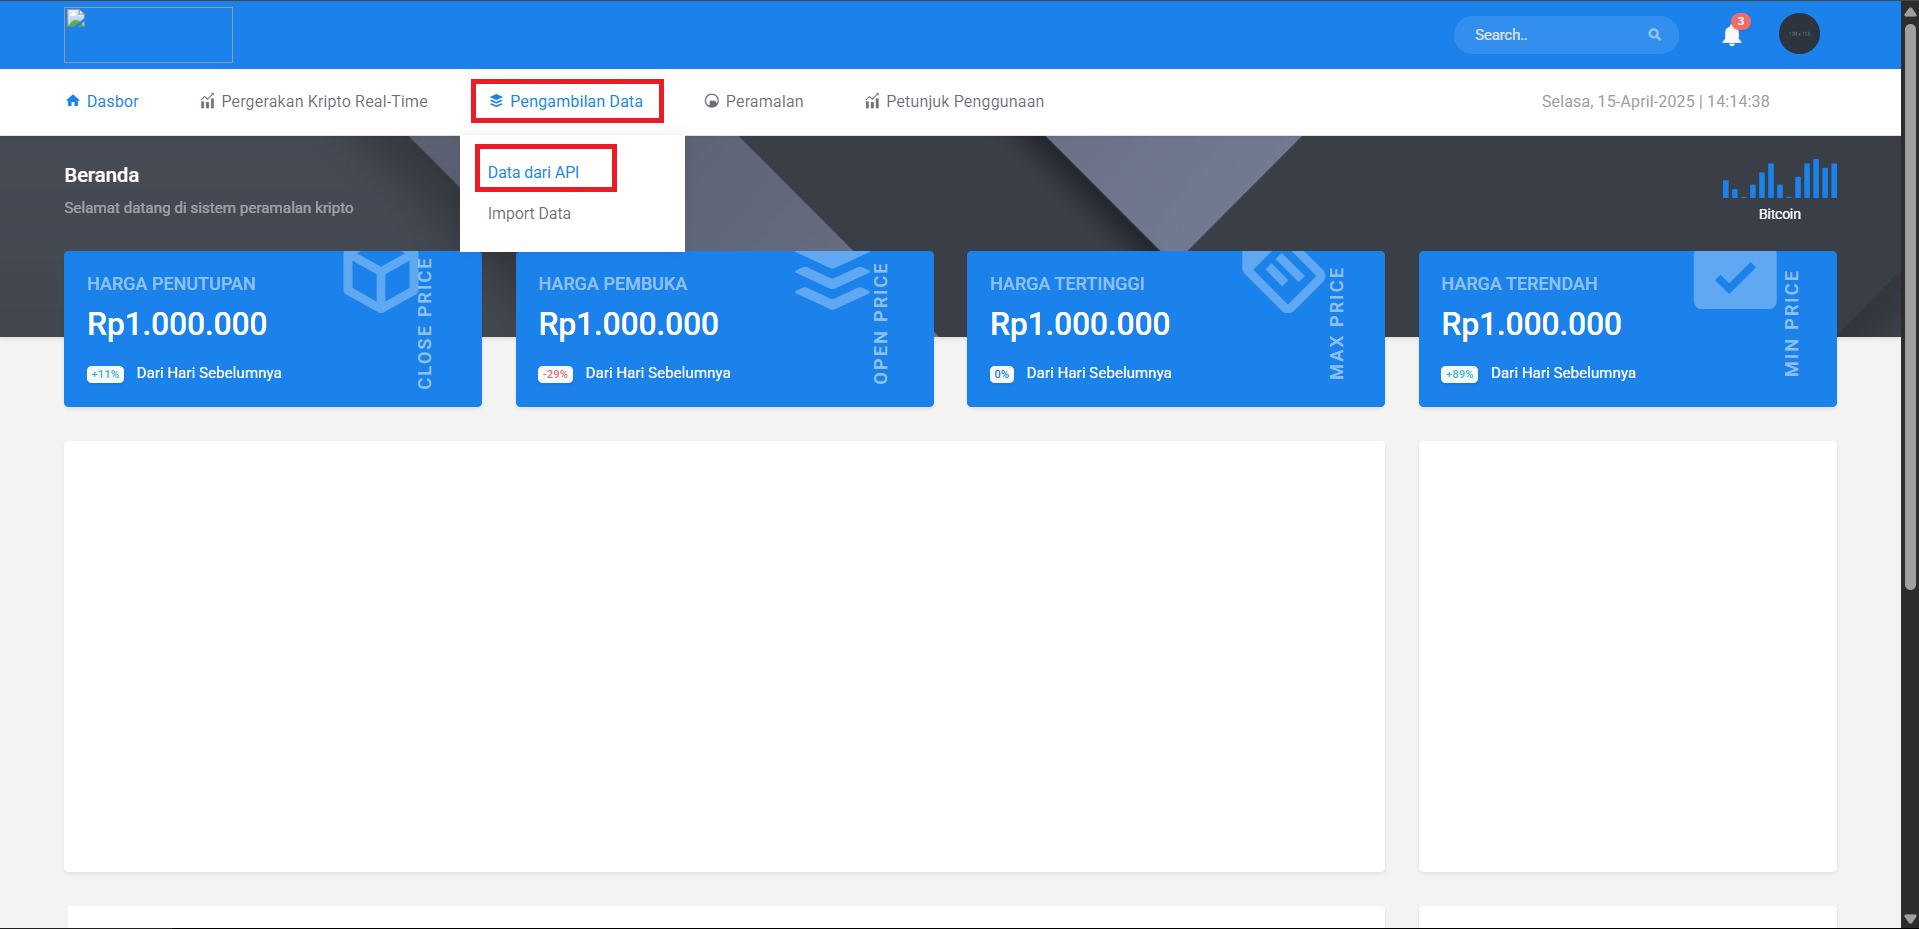 Search..
3
Dasbor
Pergerakan Kripto Real-Time
Pengambilan Data
Peramalan
Petunjuk Penggunaan
Selasa, 15-April-2025 | 14:14:38
Data dari API
Import Data
Beranda
Selamat datang di sistem peramalan kripto
Bitcoin
HARGA PENUTUPAN
Rp1.000.000
+11% Dari Hari Sebelumnya
CLOSE PRICE
HARGA PEMBUKA
Rp1.000.000
-29% Dari Hari Sebelumnya
OPEN PRICE
HARGA TERTINGGI
Rp1.000.000
0% Dari Hari Sebelumnya
MAX PRICE
HARGA TERENDAH
Rp1.000.000
+89% Dari Hari Sebelumnya
MIN PRICE